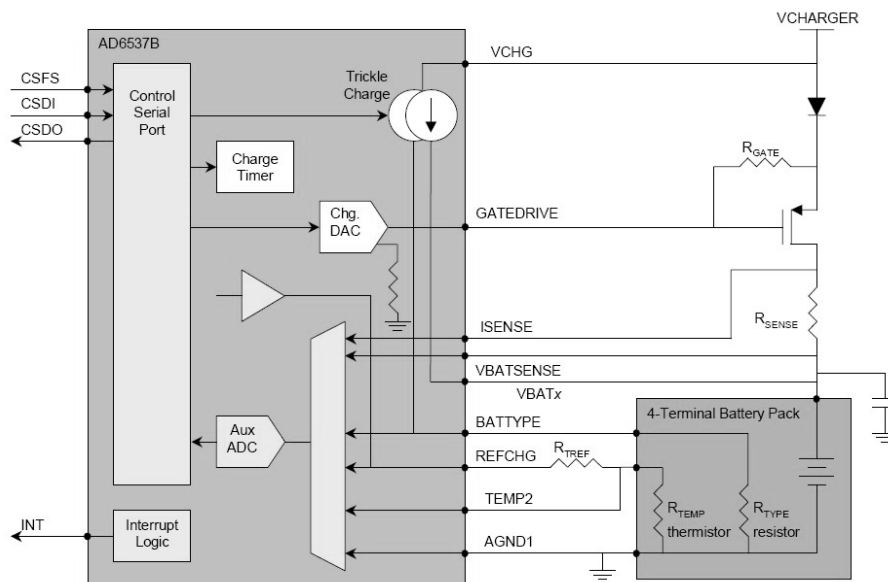 VCHARGER
AD6537B
VCHG
CSFS
CSDI
CSDO
Control
Serial
Port
Trickle
Charge
Charge
Timer
RGATE
Chg.
DAC
GATEDRIVE
ISENSE
RSENSE
VBATSENSE
VBATx
4-Terminal Battery Pack
BATTYPE
Aux
ADC
REFCHG
RTREF
TEMP2
RTEMP
thermistor
RTYPE
resistor
INT
Interrupt
Logic
AGND1